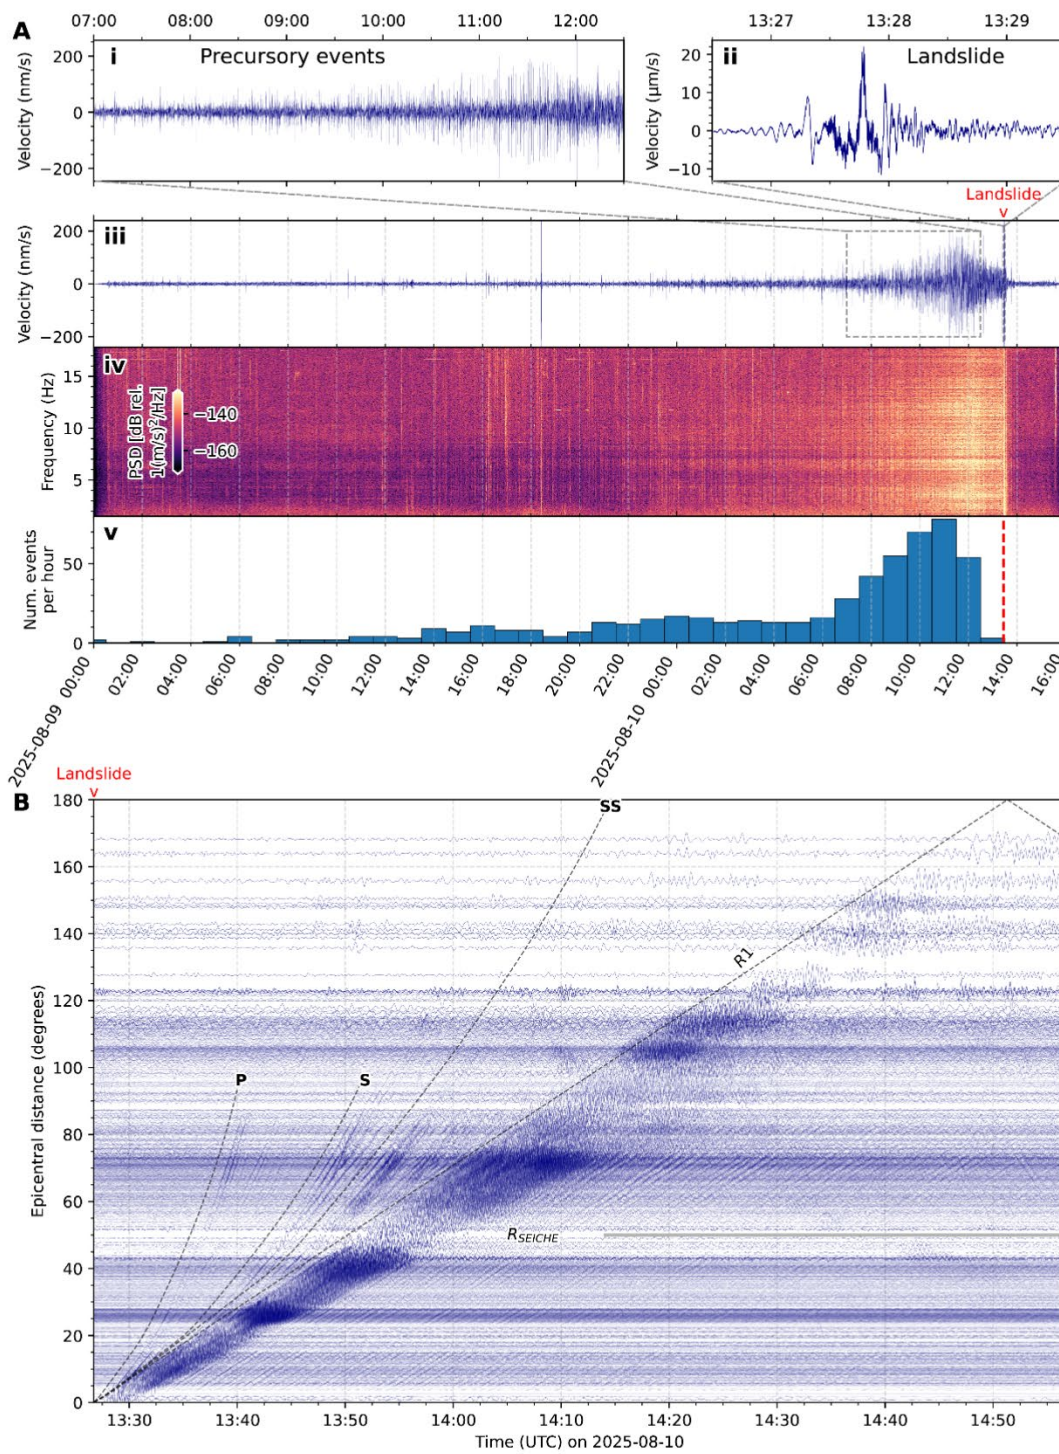 A
07:00 08:00 09:00 10:00 11:00 12:00
13:27 13:28 13:29
i Precursory events
ii Landslide
Velocity (nm/s)
200
0
−200
Velocity (μm/s)
20
10
0
−10
Landslide
v
iii
Velocity (nm/s)
200
0
−200
iv
Frequency (Hz)
15
10
5
PSD [dB rel.
1(m/s)²/Hz]
−140
−160
v
Num. events
per hour
50
0
00:00 02:00 04:00 06:00 08:00 10:00 12:00 14:00 16:00 18:00 20:00 22:00 00:00 02:00 04:00 06:00 08:00 10:00 12:00 14:00 16:00
2025-08-09 2025-08-10
Landslide
v
B
Epicentral distance (degrees)
180
160
140
120
100
80
60
40
20
0
SS
R1
P
S
R_SEICHE
13:30 13:40 13:50 14:00 14:10 14:20 14:30 14:40 14:50
Time (UTC) on 2025-08-10